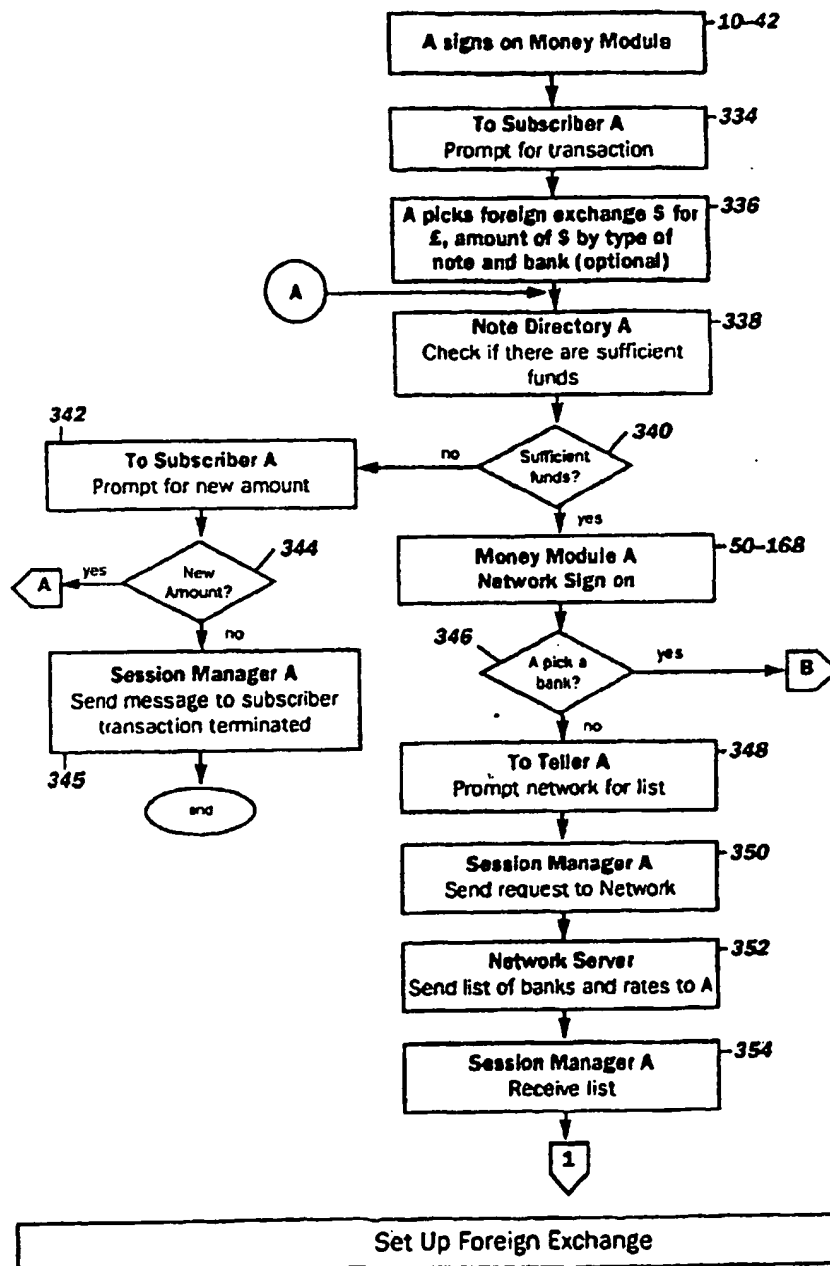 10–42
A signs on Money Module
334
To Subscriber A
Prompt for transaction
336
A picks foreign exchange $ for
£, amount of $ by type of
note and bank (optional)
A
338
Note Directory A
Check if there are sufficient
funds
340
Sufficient
funds?
no
yes
342
To Subscriber A
Prompt for new amount
344
New
Amount?
yes
A
no
Session Manager A
Send message to subscriber
transaction terminated
345
end
50–168
Money Module A
Network Sign on
346
A pick a
bank?
yes
B
no
348
To Teller A
Prompt network for list
350
Session Manager A
Send request to Network
352
Network Server
Send list of banks and rates to A
354
Session Manager A
Receive list
1
Set Up Foreign Exchange